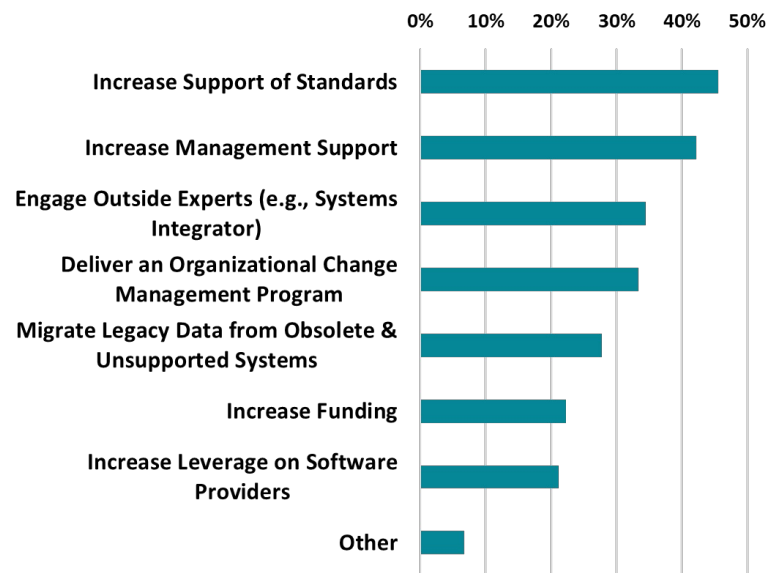 0% 10% 20% 30% 40% 50%
Increase Support of Standards
Increase Management Support
Engage Outside Experts (e.g., Systems
Integrator)
Deliver an Organizational Change
Management Program
Migrate Legacy Data from Obsolete &
Unsupported Systems
Increase Funding
Increase Leverage on Software
Providers
Other